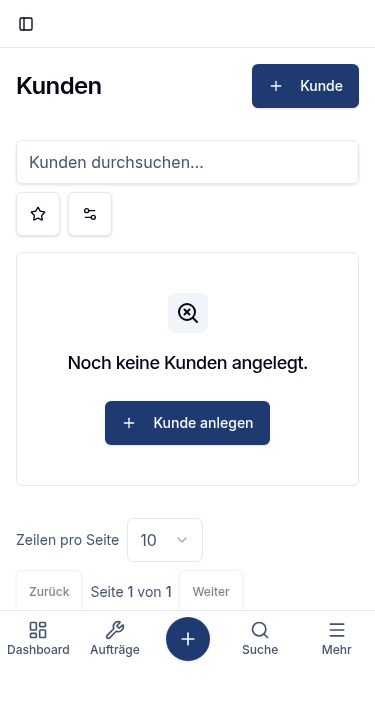 Kunden
Kunde
Kunden durchsuchen...
Noch keine Kunden angelegt.
Kunde anlegen
Zeilen pro Seite
10
Zurück
Seite 1 von 1
Weiter
Dashboard
Aufträge
Suche
Mehr